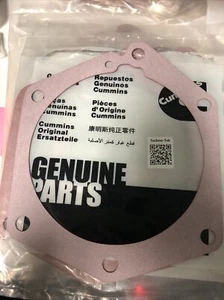 Repuestos
Genuinos
Cummins
Cummins
Pièces
d'Origine
Cummins
Cummins
Original
Ersatzteile
康明斯纯正零件
قطع غيار كمنز الأصلية
GENUINE
PARTS